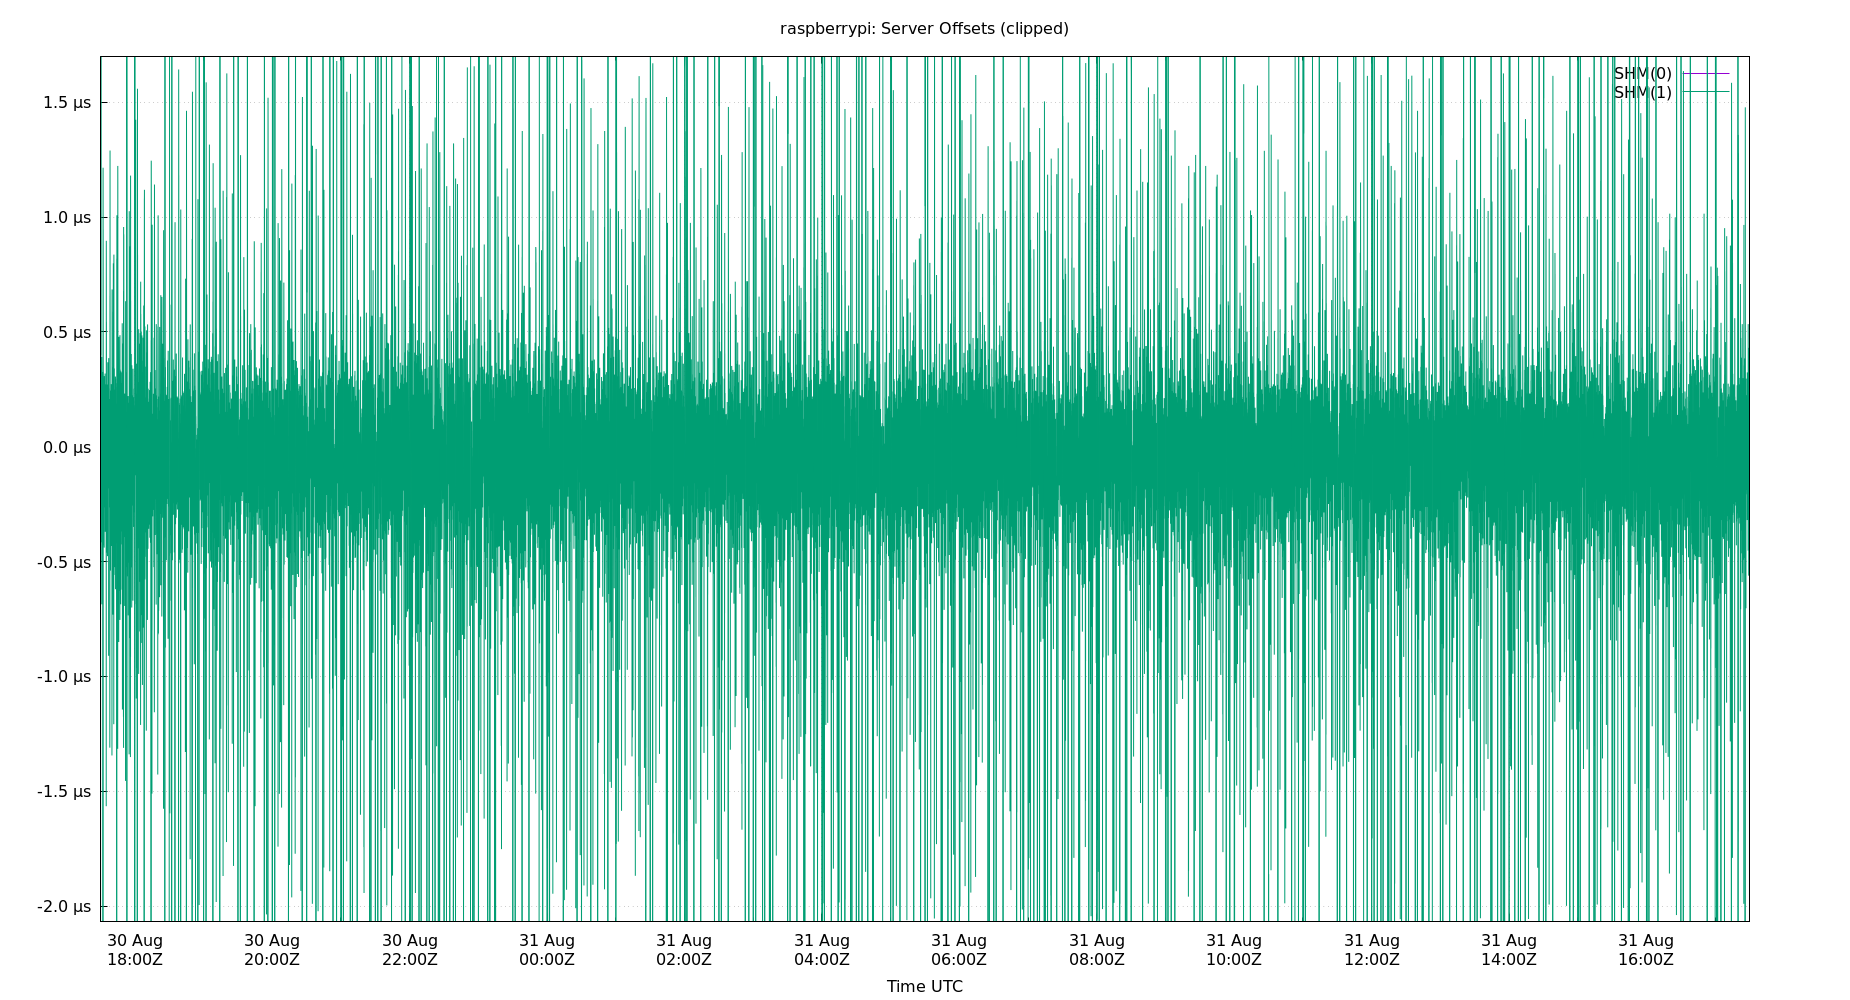 raspberrypi: Server Offsets (clipped)
SHM(0)
SHM(1)
1.5 µs
1.0 µs
0.5 µs
0.0 µs
-0.5 µs
-1.0 µs
-1.5 µs
-2.0 µs
30 Aug 30 Aug 30 Aug 31 Aug 31 Aug 31 Aug 31 Aug 31 Aug 31 Aug 31 Aug 31 Aug 31 Aug
18:00Z 20:00Z 22:00Z 00:00Z 02:00Z 04:00Z 06:00Z 08:00Z 10:00Z 12:00Z 14:00Z 16:00Z
Time UTC